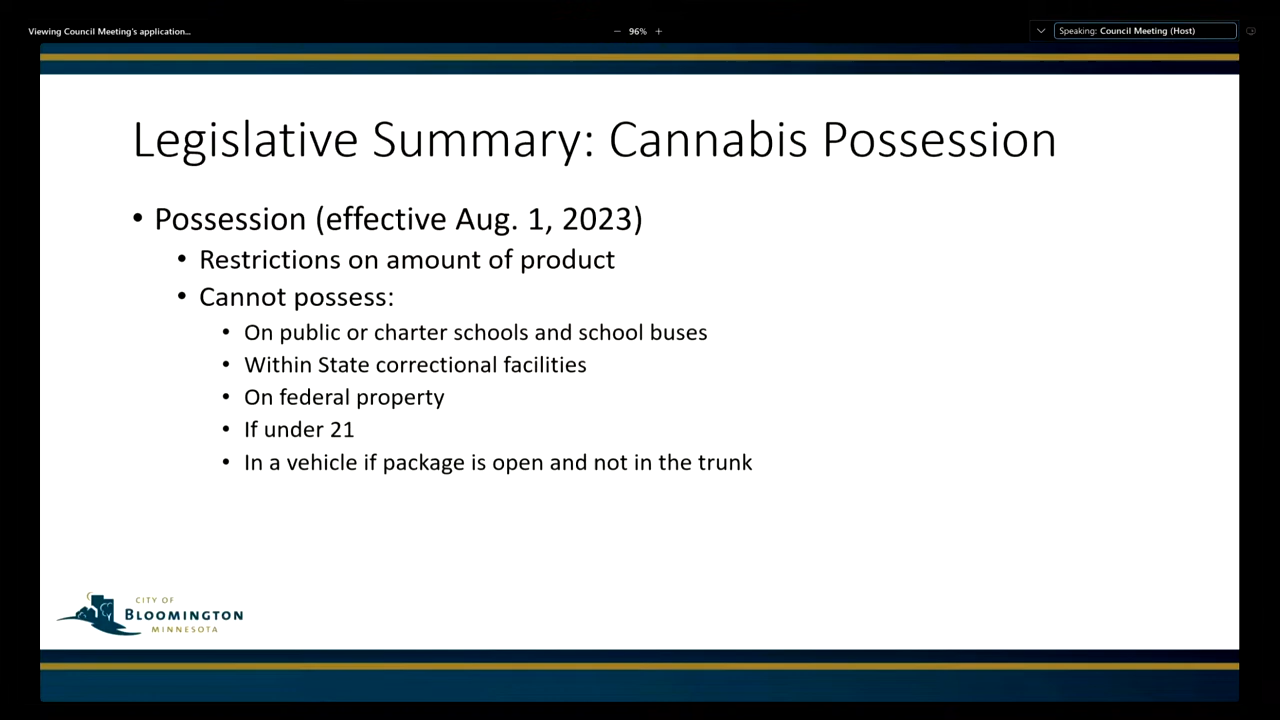 Viewing Council Meeting's application...
− 96% +
Speaking: Council Meeting (Host)
Legislative Summary: Cannabis Possession
• Possession (effective Aug. 1, 2023)
• Restrictions on amount of product
• Cannot possess:
• On public or charter schools and school buses
• Within State correctional facilities
• On federal property
• If under 21
• In a vehicle if package is open and not in the trunk
CITY OF
BLOOMINGTON
MINNESOTA